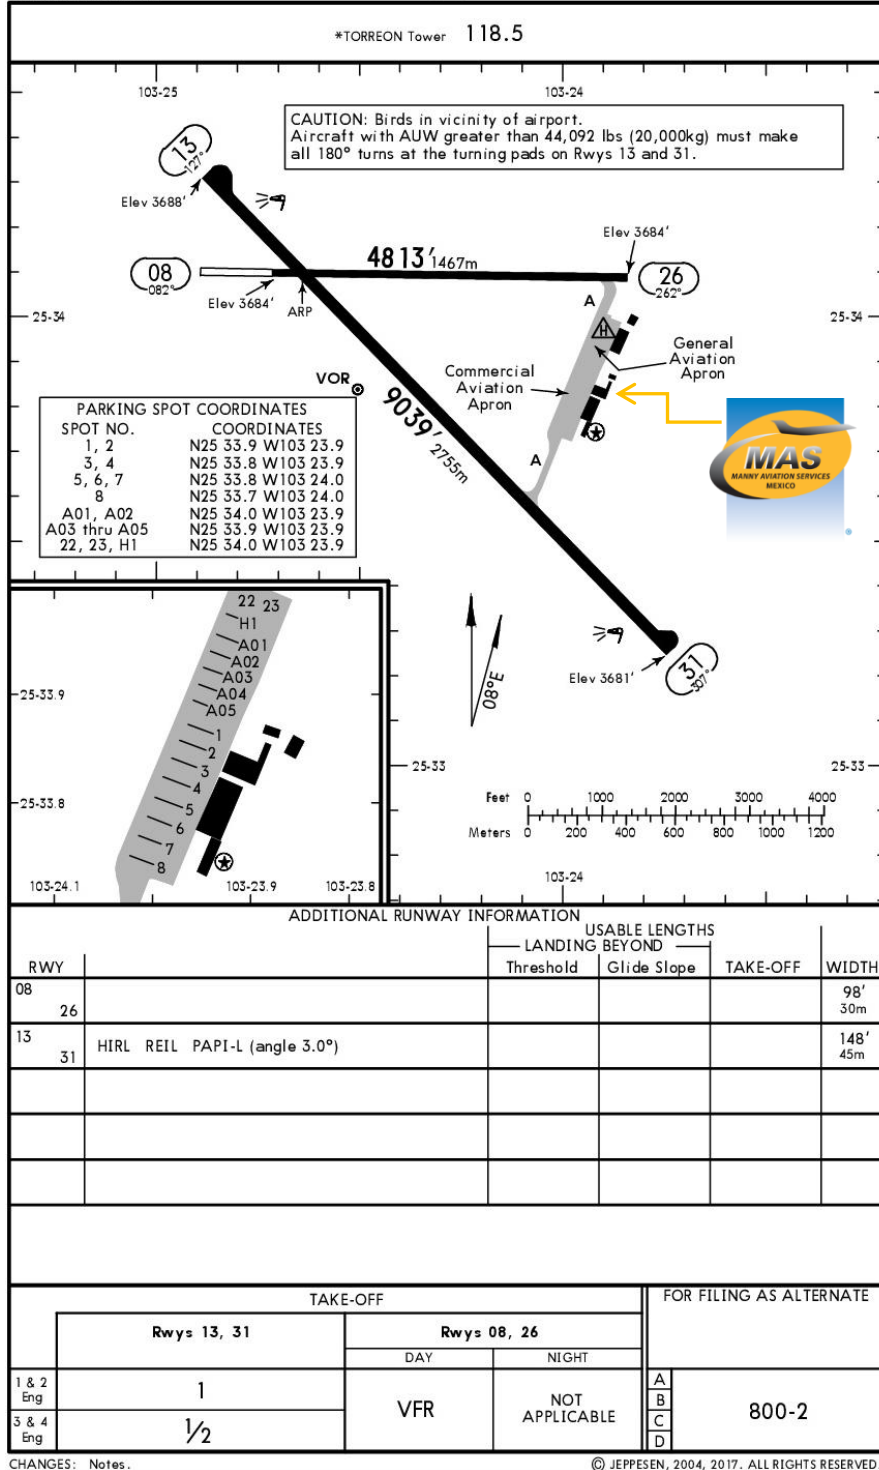 *TORREON Tower 118.5
103-25
103-24
CAUTION: Birds in vicinity of airport.
Aircraft with AUW greater than 44,092 lbs (20,000kg) must make
all 180° turns at the turning pads on Rwys 13 and 31.
13
127°
Elev 3688'
Elev 3684'
4813' 1467m
08
082°
26
262°
Elev 3684'
ARP
A
25-34
25-34
H
General
Aviation
Apron
Commercial
Aviation
Apron
VOR
9039' 2755m
PARKING SPOT COORDINATES
SPOT NO. COORDINATES
1, 2 N25 33.9 W103 23.9
3, 4 N25 33.8 W103 23.9
5, 6, 7 N25 33.8 W103 24.0
8 N25 33.7 W103 24.0
A01, A02 N25 34.0 W103 23.9
A03 thru A05 N25 33.9 W103 23.9
22, 23, H1 N25 34.0 W103 23.9
MAS
MANNY AVIATION SERVICES
MEXICO
®
A
22 23
H1
A01
A02
A03
A04
A05
1
2
3
4
5
6
7
8
25-33.9
25-33.8
103-24.1
103-23.9
103-23.8
08°E
Elev 3681'
31
307°
25-33
25-33
Feet 0 1000 2000 3000 4000
Meters 0 200 400 600 800 1000 1200
103-24
ADDITIONAL RUNWAY INFORMATION
USABLE LENGTHS
LANDING BEYOND
RWY Threshold Glide Slope TAKE-OFF WIDTH
08
26
98'
30m
13
31
HIRL REIL PAPI-L (angle 3.0°)
148'
45m
TAKE-OFF
FOR FILING AS ALTERNATE
Rwys 13, 31
Rwys 08, 26
DAY NIGHT
1 & 2
Eng
1
3 & 4
Eng
1/2
VFR
NOT
APPLICABLE
A
B
C
D
800-2
CHANGES: Notes.
© JEPPESEN, 2004, 2017. ALL RIGHTS RESERVED.